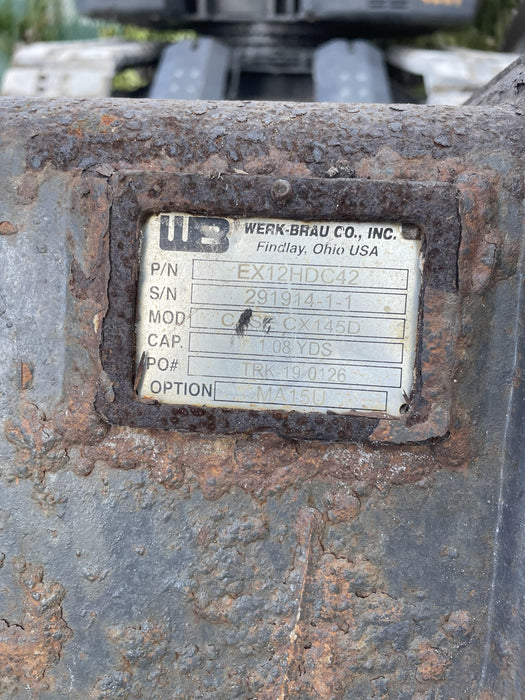 WB WERK-BRAU CO., INC.
Findlay, Ohio USA
P/N EX12HDC42
S/N 291914-1-1
MOD CASE CX145D
CAP. 1.08 YDS
PO# TRK-19-0126
OPTION MA15U